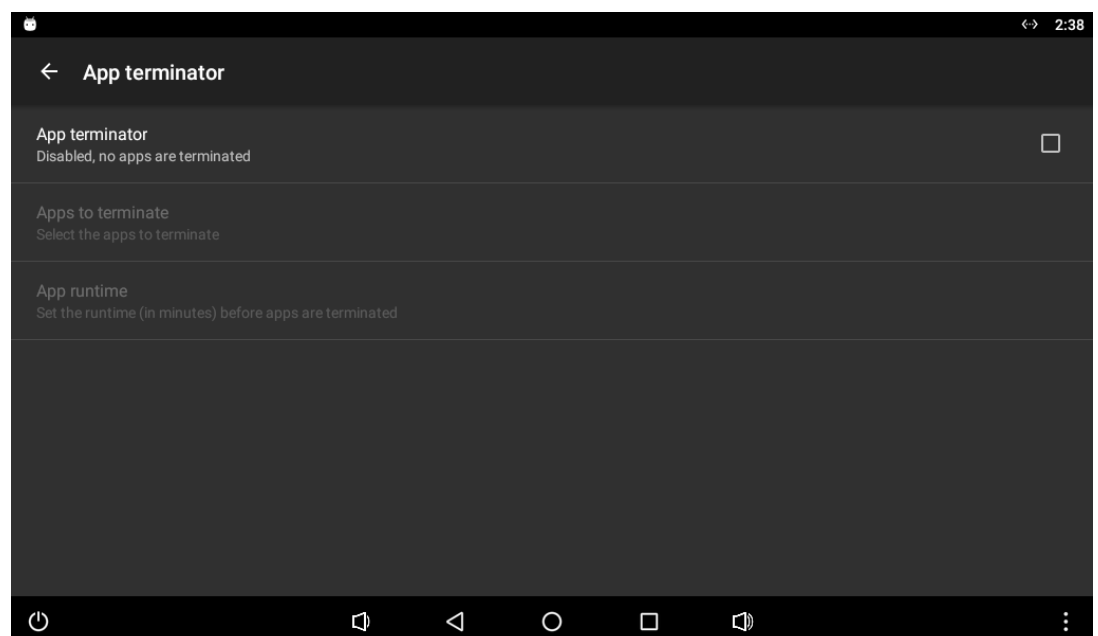 2:38
App terminator
App terminator
Disabled, no apps are terminated
Apps to terminate
Select the apps to terminate
App runtime
Set the runtime (in minutes) before apps are terminated